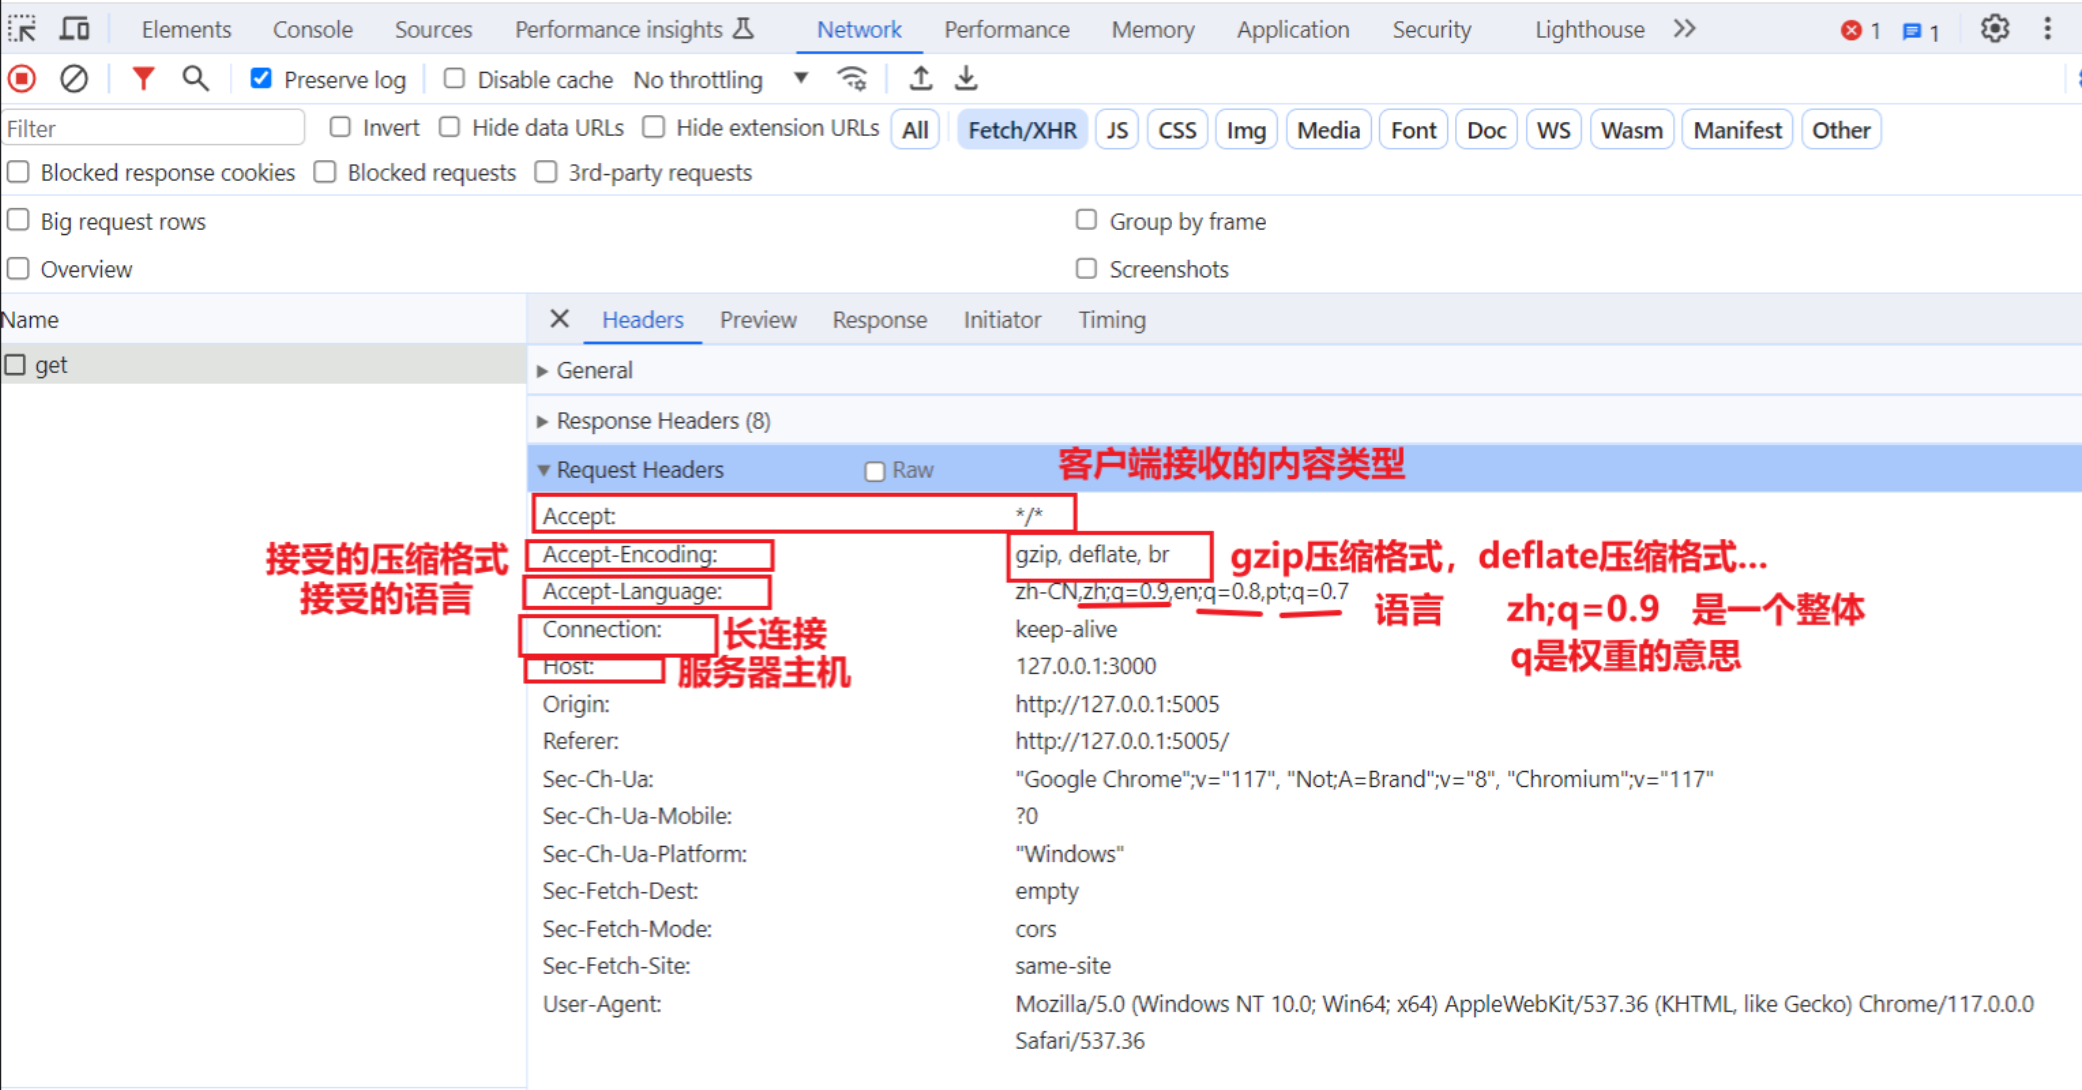 Elements Console Sources Performance insights Network Performance Memory Application Security Lighthouse 1 1
Preserve log Disable cache No throttling
Filter Invert Hide data URLs Hide extension URLs All Fetch/XHR JS CSS Img Media Font Doc WS Wasm Manifest Other
Blocked response cookies Blocked requests 3rd-party requests
Big request rows Group by frame
Overview Screenshots
Name Headers Preview Response Initiator Timing
get
General
Response Headers (8)
Request Headers Raw 客户端接收的内容类型
Accept: */*
接受的压缩格式 Accept-Encoding: gzip, deflate, br gzip压缩格式，deflate压缩格式...
接受的语言 Accept-Language: zh-CN,zh;q=0.9,en;q=0.8,pt;q=0.7 语言 zh;q=0.9 是一个整体
Connection: 长连接 keep-alive q是权重的意思
Host: 服务器主机 127.0.0.1:3000
Origin: http://127.0.0.1:5005
Referer: http://127.0.0.1:5005/
Sec-Ch-Ua: "Google Chrome";v="117", "Not;A=Brand";v="8", "Chromium";v="117"
Sec-Ch-Ua-Mobile: ?0
Sec-Ch-Ua-Platform: "Windows"
Sec-Fetch-Dest: empty
Sec-Fetch-Mode: cors
Sec-Fetch-Site: same-site
User-Agent: Mozilla/5.0 (Windows NT 10.0; Win64; x64) AppleWebKit/537.36 (KHTML, like Gecko) Chrome/117.0.0.0
Safari/537.36